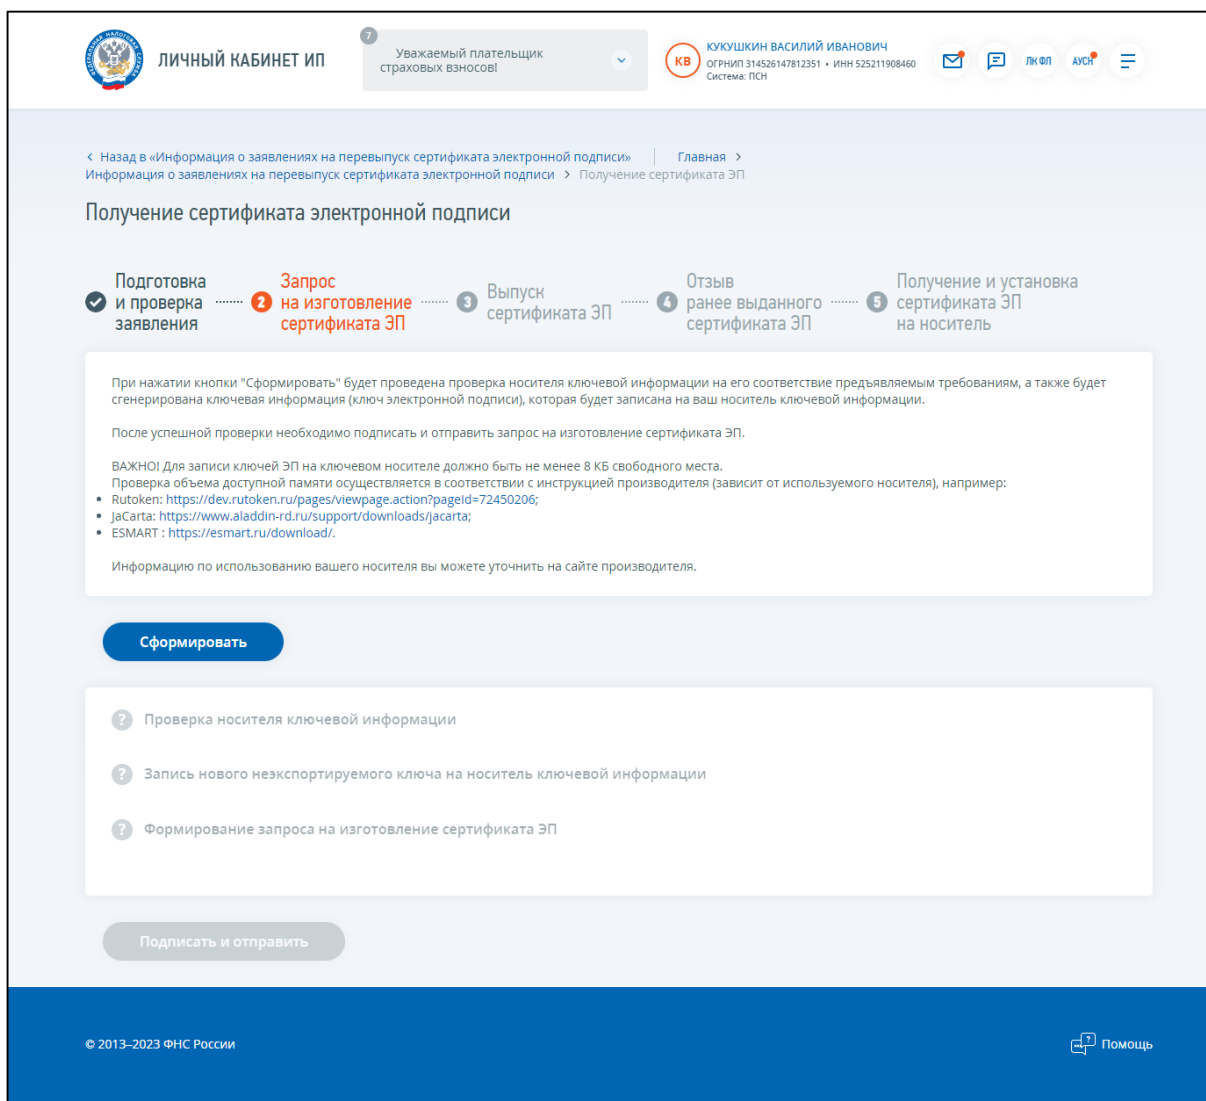 ФЕДЕРАЛЬНАЯ НАЛОГОВАЯ СЛУЖБА
ЛИЧНЫЙ КАБИНЕТ ИП
7
Уважаемый плательщик
страховых взносов!
КВ
КУКУШКИН ВАСИЛИЙ ИВАНОВИЧ
ОГРНИП 314526147812351 • ИНН 525211908460
Система: ПСН
ЛК ФЛ
АУСН
Назад в «Информация о заявлениях на перевыпуск сертификата электронной подписи»
Главная >
Информация о заявлениях на перевыпуск сертификата электронной подписи > Получение сертификата ЭП
Получение сертификата электронной подписи
Подготовка
и проверка
заявления
2
Запрос
на изготовление
сертификата ЭП
3
Выпуск
сертификата ЭП
4
Отзыв
ранее выданного
сертификата ЭП
5
Получение и установка
сертификата ЭП
на носитель
При нажатии кнопки "Сформировать" будет проведена проверка носителя ключевой информации на его соответствие предъявляемым требованиям, а также будет
сгенерирована ключевая информация (ключ электронной подписи), которая будет записана на ваш носитель ключевой информации.
После успешной проверки необходимо подписать и отправить запрос на изготовление сертификата ЭП.
ВАЖНО! Для записи ключей ЭП на ключевом носителе должно быть не менее 8 КБ свободного места.
Проверка объема доступной памяти осуществляется в соответствии с инструкцией производителя (зависит от используемого носителя), например:
• Rutoken: https://dev.rutoken.ru/pages/viewpage.action?pageId=72450206;
• JaCarta: https://www.aladdin-rd.ru/support/downloads/jacarta;
• ESMART : https://esmart.ru/download/.
Информацию по использованию вашего носителя вы можете уточнить на сайте производителя.
Сформировать
? Проверка носителя ключевой информации
? Запись нового неэкспортируемого ключа на носитель ключевой информации
? Формирование запроса на изготовление сертификата ЭП
Подписать и отправить
© 2013–2023 ФНС России
Помощь